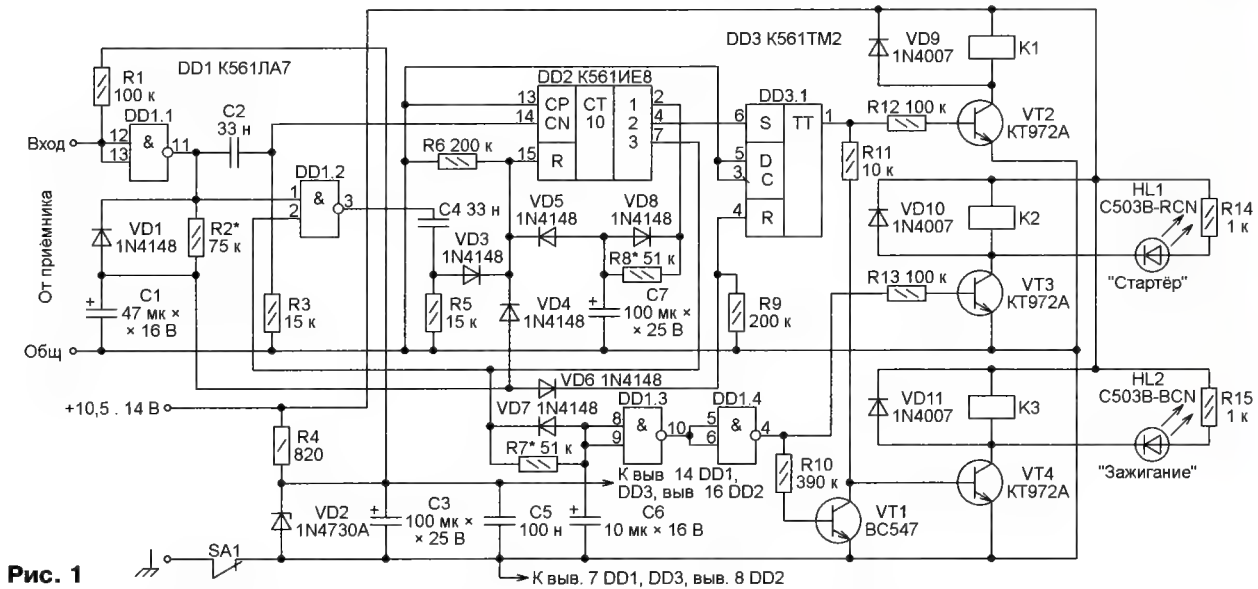 DD1 К561ЛА7
DD3 К561ТМ2
VD9
1N4007
K1
R1
100 к
DD2 К561ИЕ8
DD1.1
C2
33 н
13
CP
CT
1
2
14
CN
10
2
4
3
7
R
15
DD3.1
6
S
TT
1
5
D
3
C
4
R
R12 100 к
VT2
КТ972А
R11
10 к
Вход
12
13
&
11
R6 200 к
DD1.2
1
2
&
3
От приёмника
VD1
1N4148
R2*
75 к
C4 33 н
VD3
1N4148
VD5
1N4148
VD8
1N4148
R8* 51 к
VD10
1N4007
K2
HL1
C503B-RCN
R14
1 к
"Стартёр"
R13 100 к
VT3
КТ972А
+
C1
47 мк ×
× 16 В
R3
15 к
R5
15 к
VD4
1N4148
+
C7
100 мк ×
× 25 В
R9
200 к
Общ
VD6 1N4148
+10,5 . 14 В
VD7 1N4148
DD1.3
8
9
&
10
DD1.4
5
6
&
4
VD11
1N4007
K3
HL2
C503B-BCN
R15
1 к
"Зажигание"
R4
820
R7* 51 к
R10
390 к
К выв 14 DD1,
DD3, выв 16 DD2
VT4
КТ972А
VD2
1N4730A
+
C3
100 мк ×
× 25 В
C5
100 н
+
C6
10 мк × 16 В
VT1
BC547
SA1
Рис. 1
К выв. 7 DD1, DD3, выв. 8 DD2